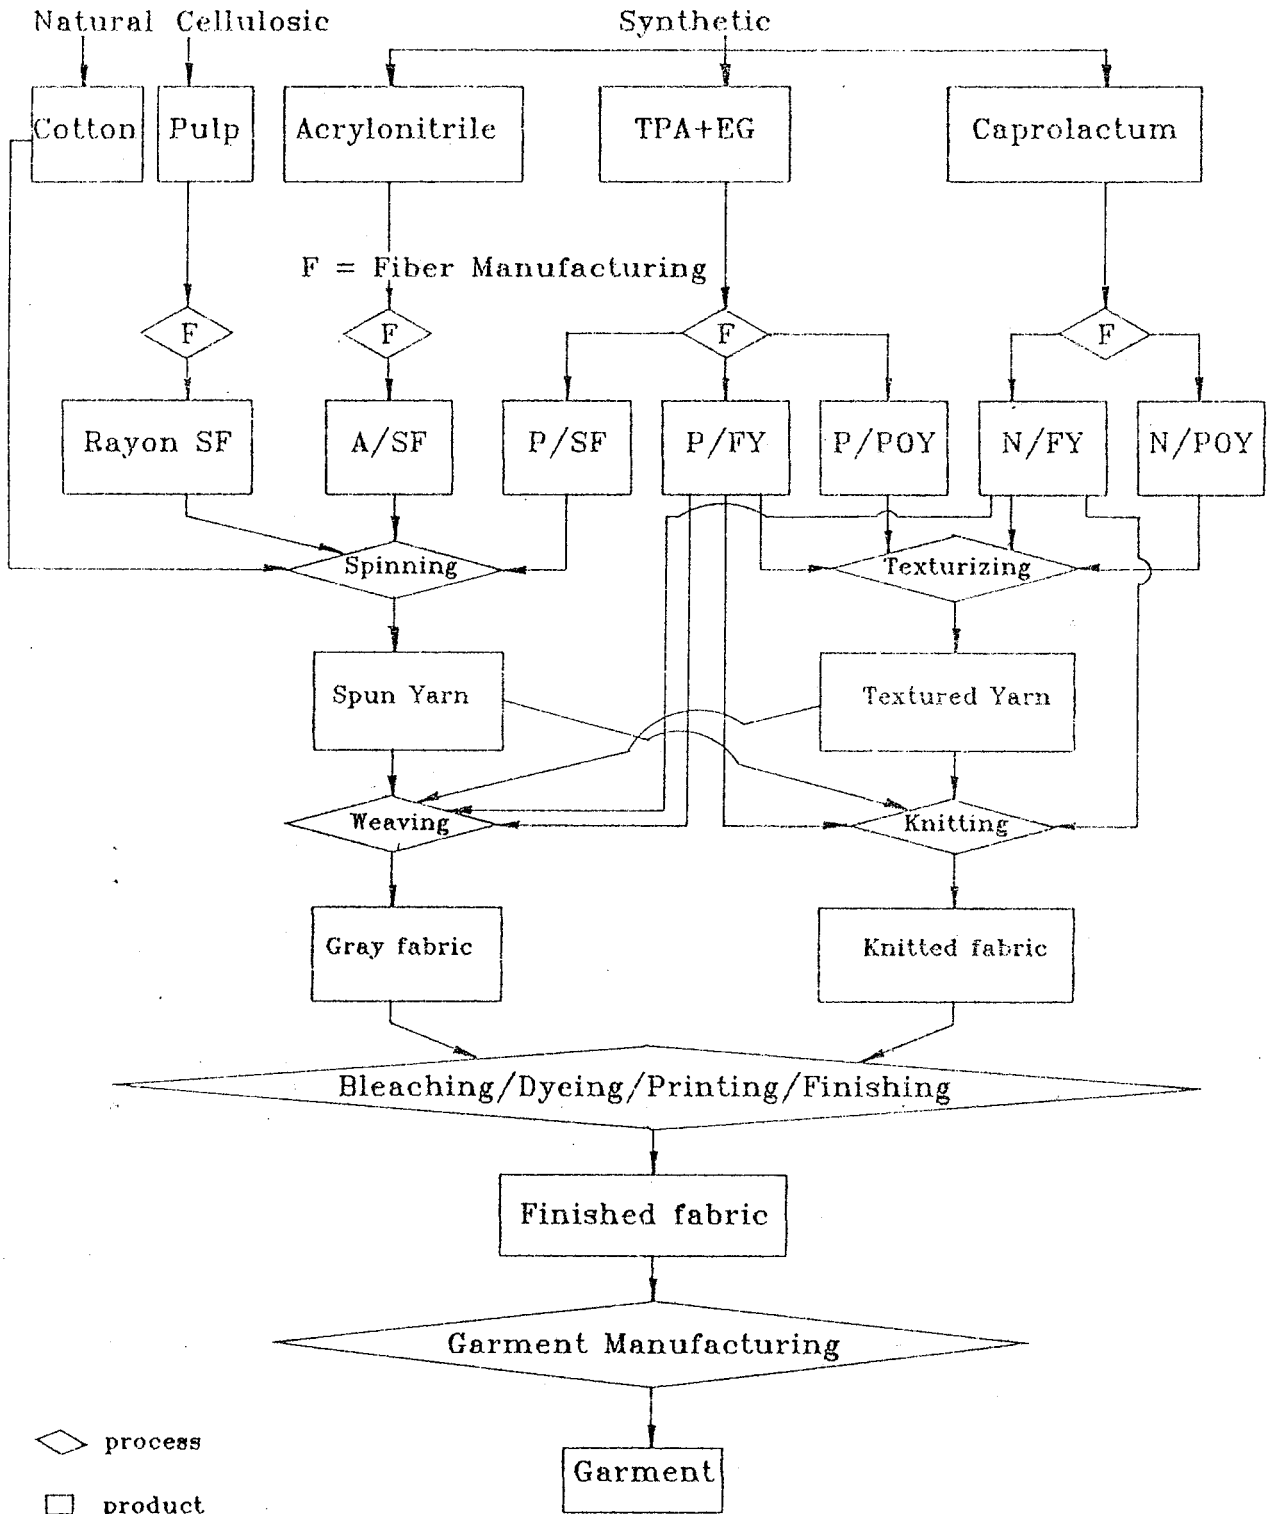 Natural Cellulosic
Synthetic
Cotton
Pulp
Acrylonitrile
TPA+EG
Caprolactum
F = Fiber Manufacturing
F
F
F
F
Rayon SF
A/SF
P/SF
P/FY
P/POY
N/FY
N/POY
Spinning
Texturizing
Spun Yarn
Textured Yarn
Weaving
Knitting
Gray fabric
Knitted fabric
Bleaching/Dyeing/Printing/Finishing
Finished fabric
Garment Manufacturing
Garment
process
product